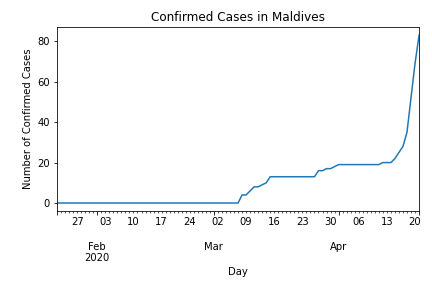 Confirmed Cases in Maldives
80
60
40
20
0
Number of Confirmed Cases
27 03 10 17 24 02 09 16 23 30 06 13 20
Feb Mar Apr
2020
Day